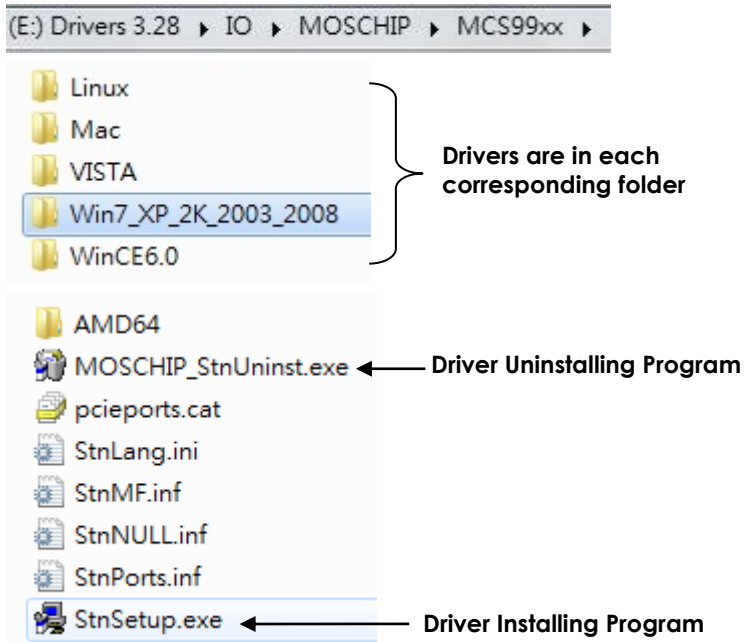 (E:) Drivers 3.28 ▸ IO ▸ MOSCHIP ▸ MCS99xx ▸
Linux
Mac
VISTA
Win7_XP_2K_2003_2008
WinCE6.0
Drivers are in each
corresponding folder
AMD64
MOSCHIP_StnUninst.exe
Driver Uninstalling Program
pcieports.cat
StnLang.ini
StnMF.inf
StnNULL.inf
StnPorts.inf
StnSetup.exe
Driver Installing Program